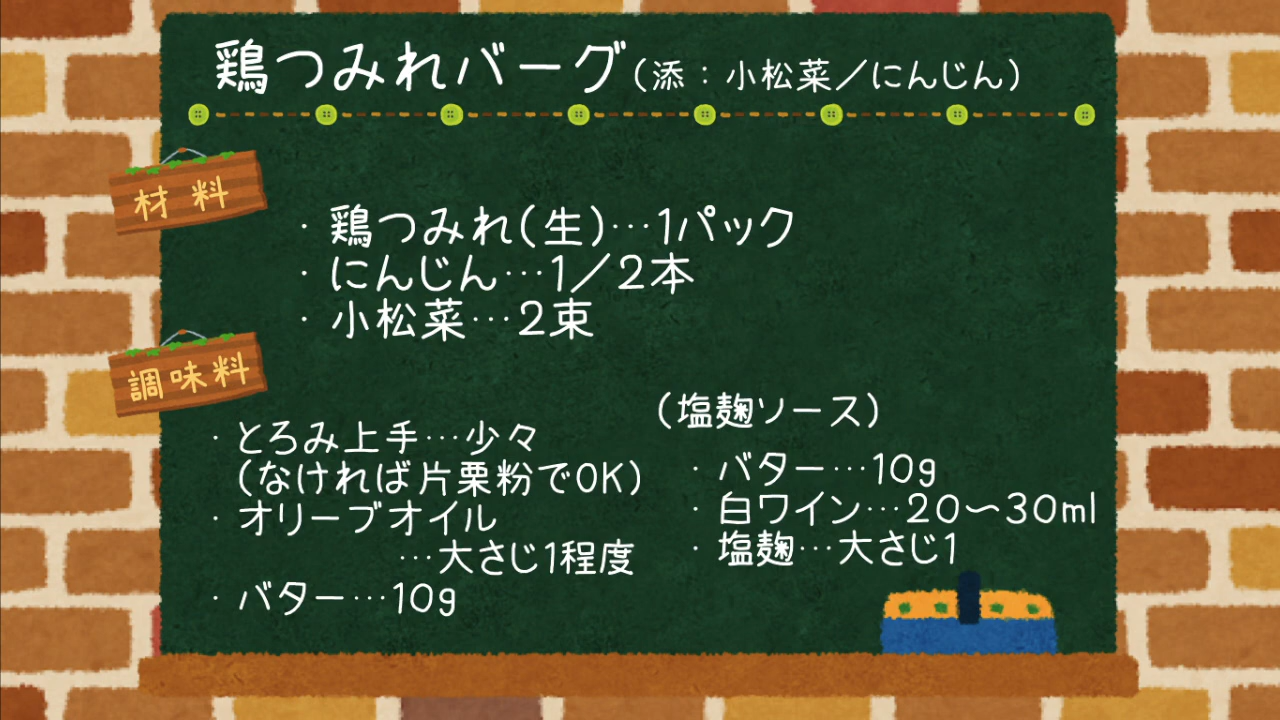 鶏つみれバーグ(添：小松菜／にんじん)
材料
・鶏つみれ(生)…1パック
・にんじん…1／2本
・小松菜…2束
調味料
・とろみ上手…少々
(なければ片栗粉でOK)
・オリーブオイル
…大さじ1程度
・バター…10g
(塩麹ソース)
・バター…10g
・白ワイン…20〜30ml
・塩麹…大さじ1